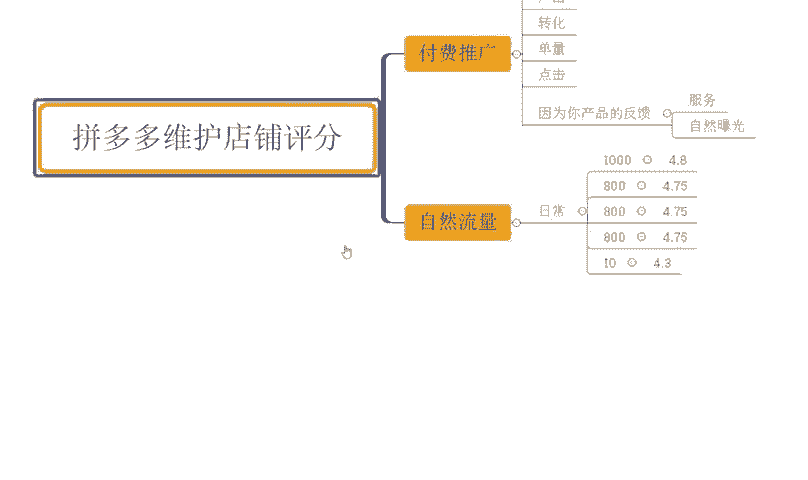 转化
付费推广
单量
点击
因为你产品的反馈
服务
自然曝光
拼多多维护店铺评分
自然流量
日常
1000 4.8
800 4.75
800 4.75
800 4.75
10 4.3